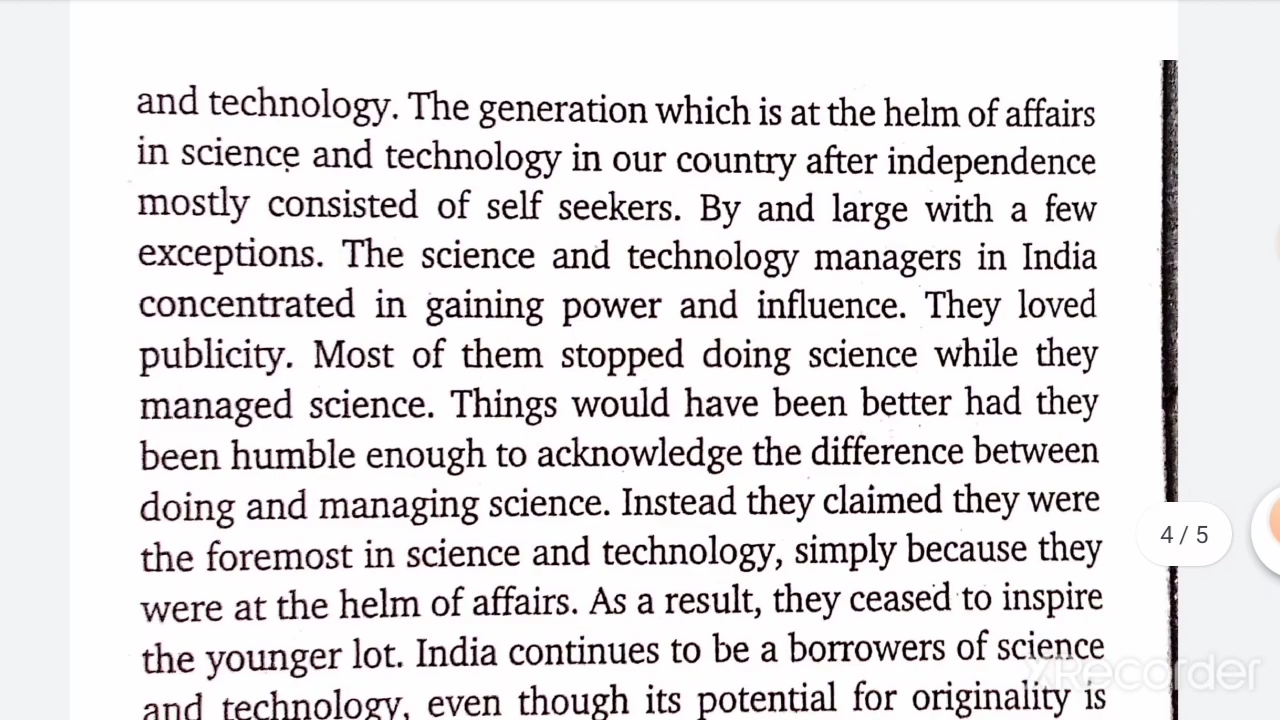 and technology. The generation which is at the helm of affairs
in science and technology in our country after independence
mostly consisted of self seekers. By and large with a few
exceptions. The science and technology managers in India
concentrated in gaining power and influence. They loved
publicity. Most of them stopped doing science while they
managed science. Things would have been better had they
been humble enough to acknowledge the difference between
doing and managing science. Instead they claimed they were
the foremost in science and technology, simply because they
were at the helm of affairs. As a result, they ceased to inspire
the younger lot. India continues to be a borrowers of science
and technology, even though its potential for originality is
4 / 5
XRecorder